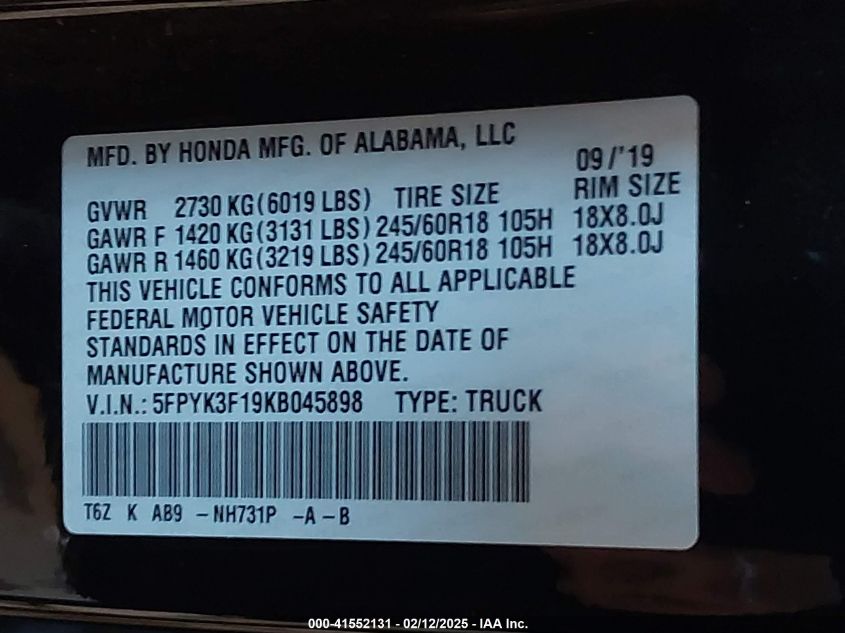 MFD. BY HONDA MFG. OF ALABAMA, LLC
09/'19
GVWR 2730 KG(6019 LBS) TIRE SIZE RIM SIZE
GAWR F 1420 KG(3131 LBS) 245/60R18 105H 18X8.0J
GAWR R 1460 KG(3219 LBS) 245/60R18 105H 18X8.0J
THIS VEHICLE CONFORMS TO ALL APPLICABLE
FEDERAL MOTOR VEHICLE SAFETY
STANDARDS IN EFFECT ON THE DATE OF
MANUFACTURE SHOWN ABOVE.
V.I.N.: 5FPYK3F19KB045898 TYPE: TRUCK
T6Z K AB9 -NH731P -A -B
000-41552131 - 02/12/2025 - IAA Inc.